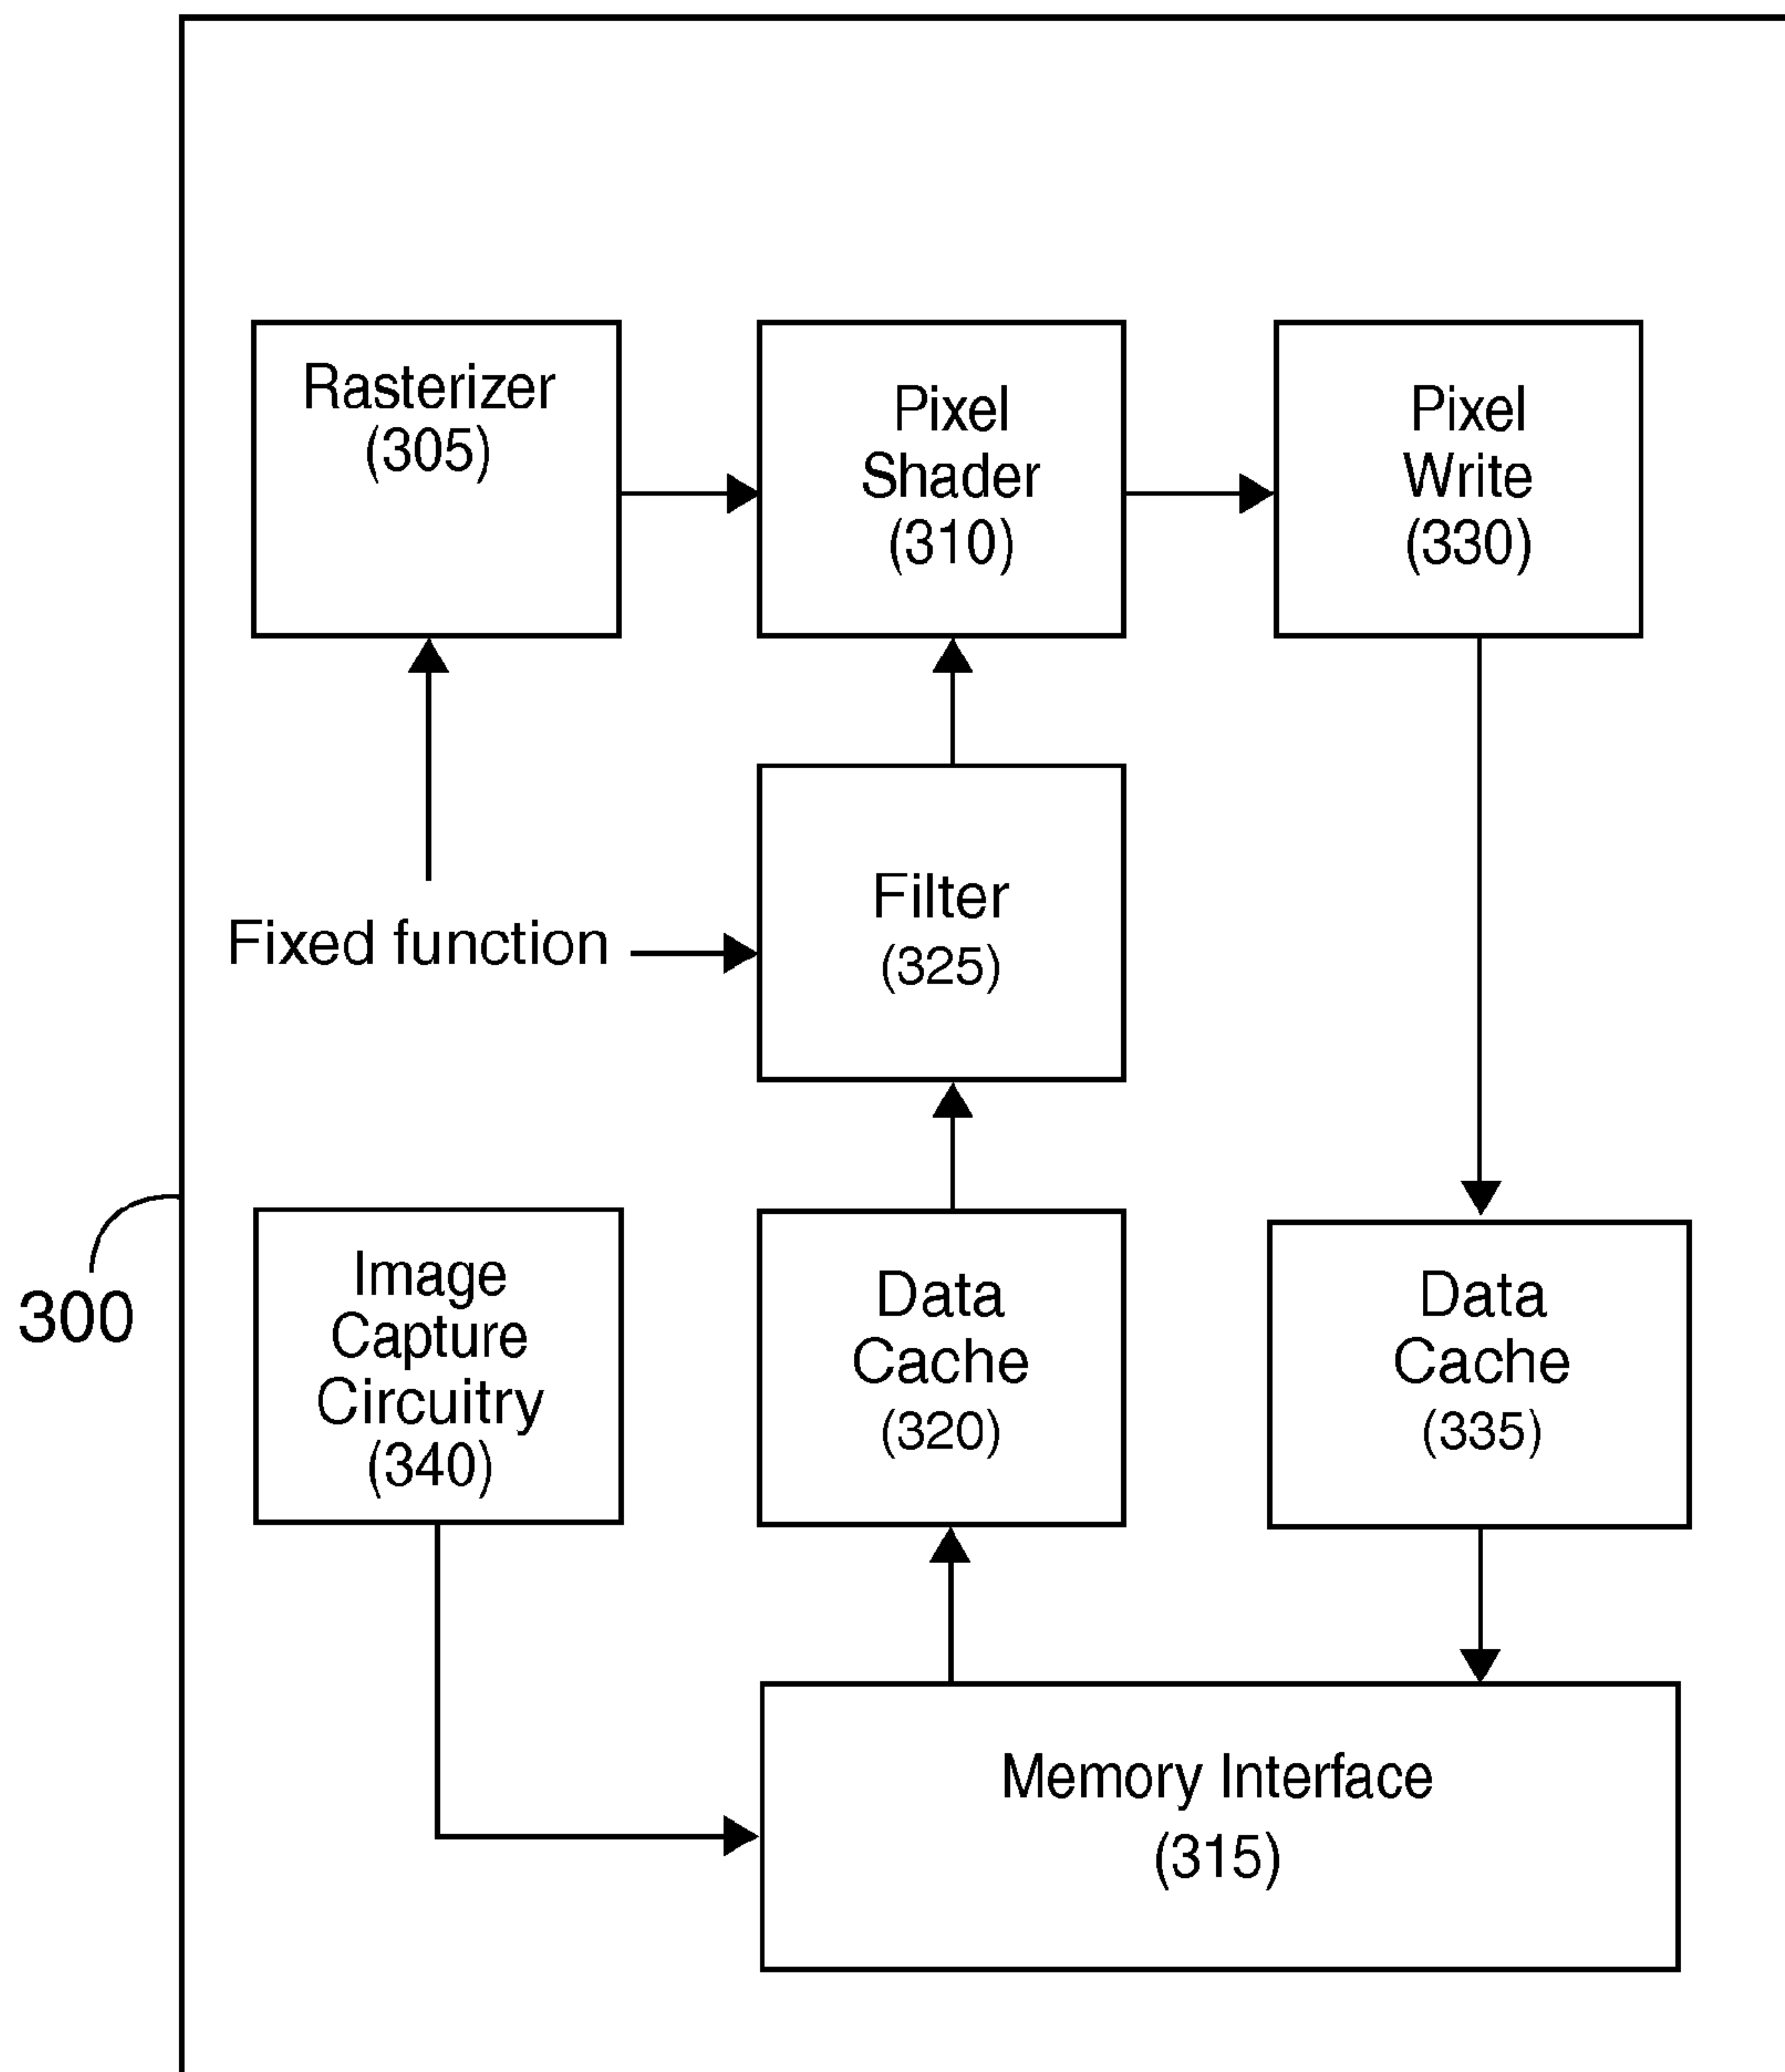 Rasterizer
(305)
Pixel
Shader
(310)
Pixel
Write
(330)
Fixed function
Filter
(325)
300
Image
Capture
Circuitry
(340)
Data
Cache
(320)
Data
Cache
(335)
Memory Interface
(315)